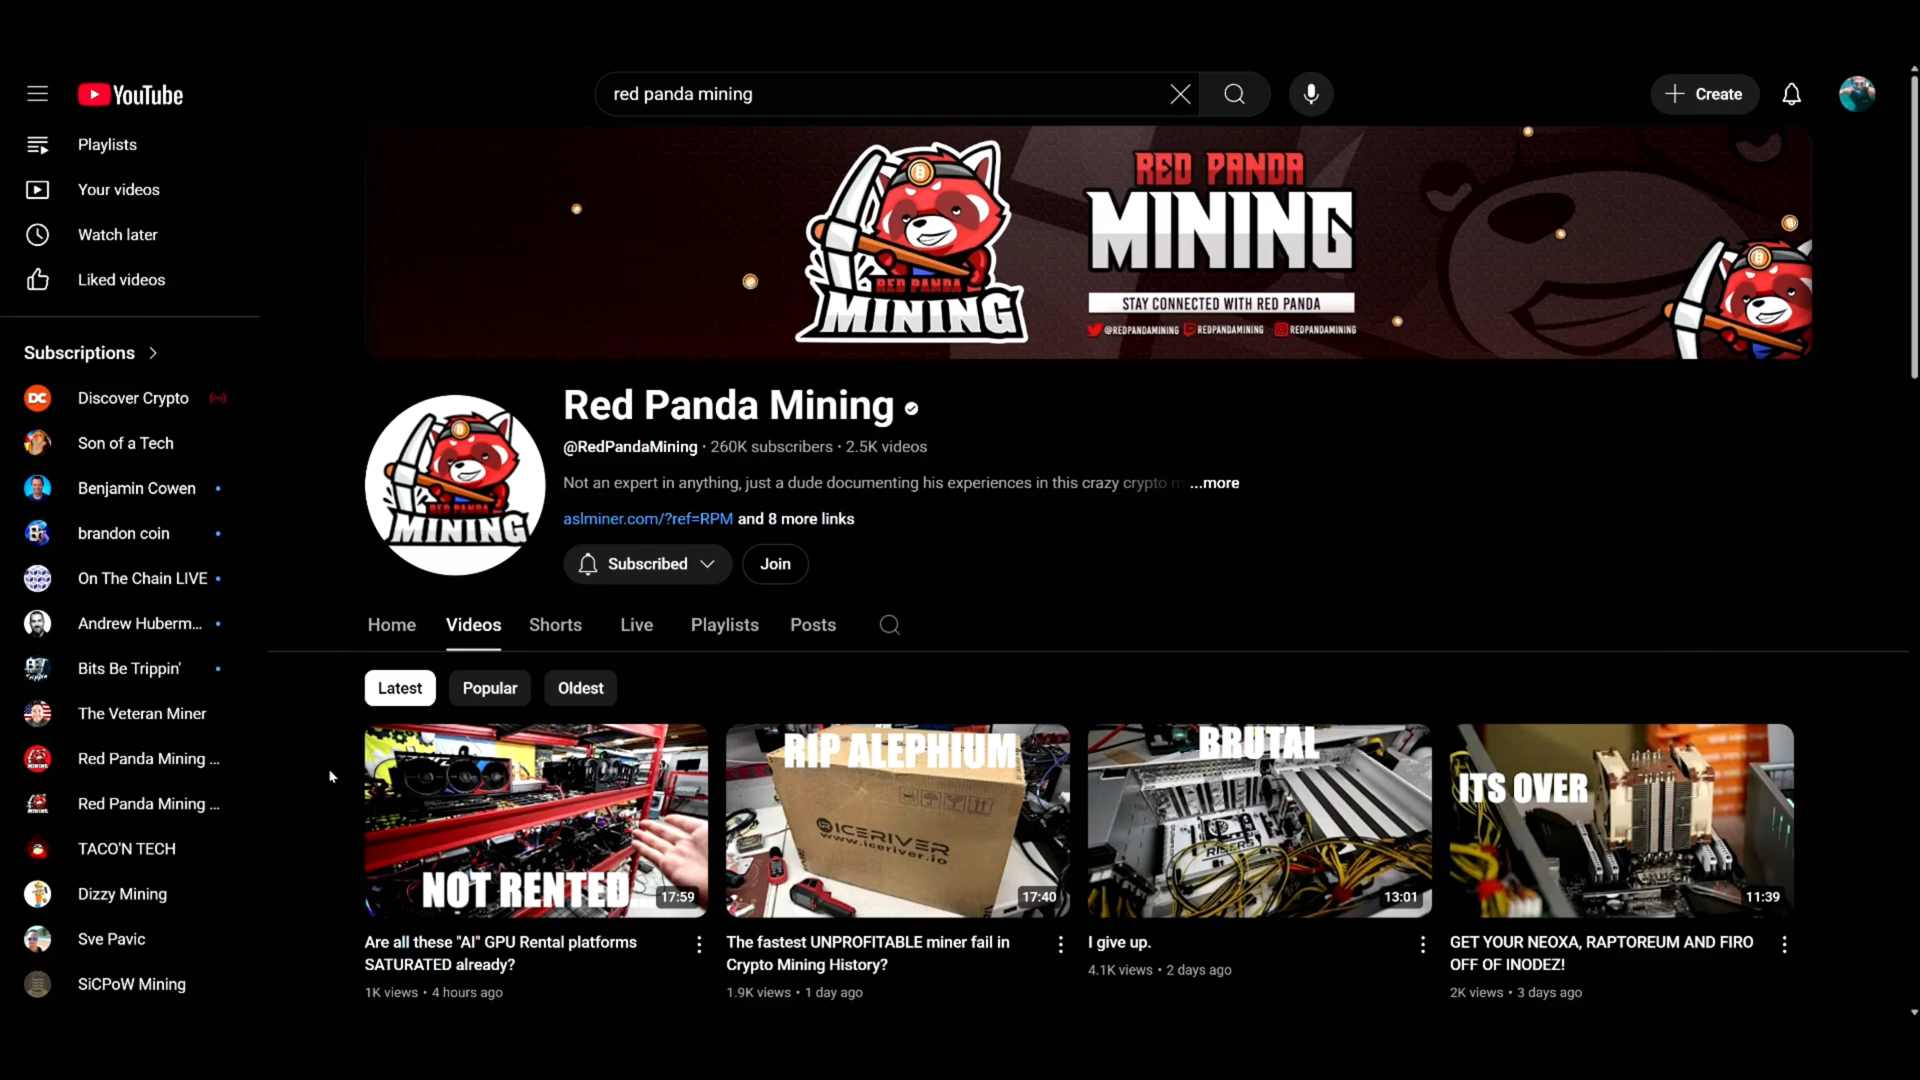 YouTube
red panda mining
Create
Playlists
Your videos
Watch later
Liked videos
Subscriptions
DC
Discover Crypto
Son of a Tech
Benjamin Cowen
brandon coin
On The Chain LIVE
Andrew Huberm...
Bits Be Trippin'
The Veteran Miner
Red Panda Mining ...
Red Panda Mining ...
TACO'N TECH
Dizzy Mining
Sve Pavic
SiCPoW Mining
RED PANDA
MINING
RED PANDA
MINING
STAY CONNECTED WITH RED PANDA
@REDPANDAMINING REDPANDAMINING REDPANDAMINING
RED PANDA
MINING
Red Panda Mining
@RedPandaMining · 260K subscribers · 2.5K videos
Not an expert in anything, just a dude documenting his experiences in this crazy crypto m ...more
aslminer.com/?ref=RPM and 8 more links
Subscribed
Join
Home Videos Shorts Live Playlists Posts
Latest Popular Oldest
NOT RENTED...
17:59
Are all these "AI" GPU Rental platforms
SATURATED already?
1K views • 4 hours ago
RIP ALEPHIUM
ICERIVER
www.iceriver.io
17:40
The fastest UNPROFITABLE miner fail in
Crypto Mining History?
1.9K views • 1 day ago
BRUTAL
RISERS
13:01
I give up.
4.1K views • 2 days ago
ITS OVER
11:39
GET YOUR NEOXA, RAPTOREUM AND FIRO
OFF OF INODEZ!
2K views • 3 days ago